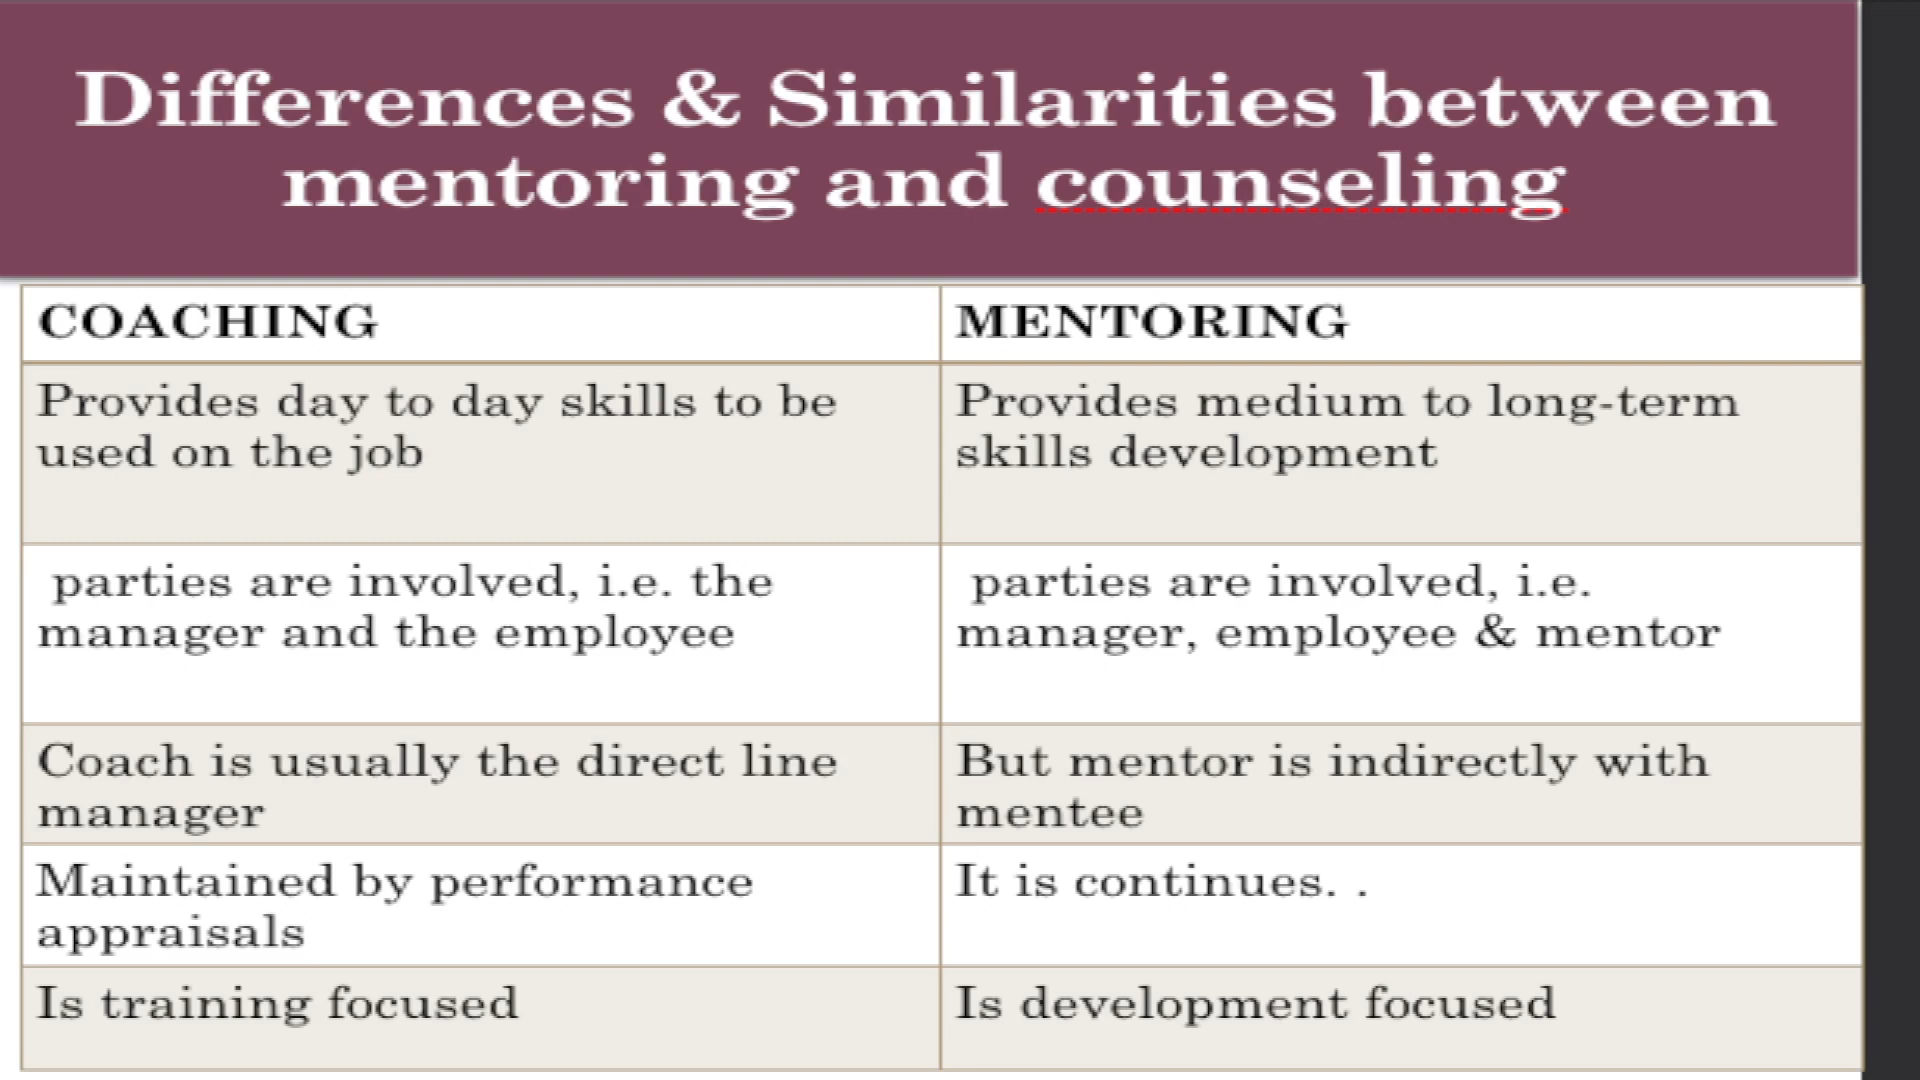 Differences & Similarities between
mentoring and counseling
COACHING
MENTORING
Provides day to day skills to be
used on the job
Provides medium to long-term
skills development
parties are involved, i.e. the
manager and the employee
parties are involved, i.e.
manager, employee & mentor
Coach is usually the direct line
manager
But mentor is indirectly with
mentee
Maintained by performance
appraisals
It is continues. .
Is training focused
Is development focused